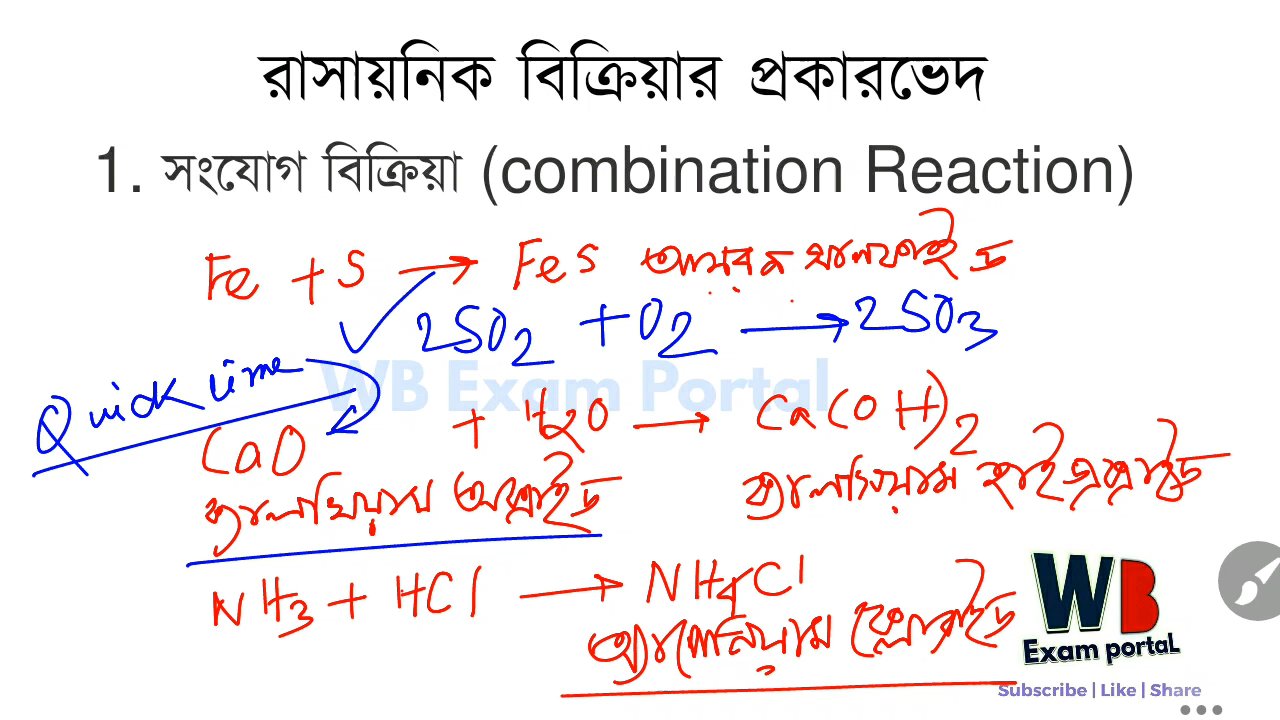 রাসায়নিক বিক্রিয়ার প্রকারভেদ
1. সংযোগ বিক্রিয়া (combination Reaction)
Fe + S → FeS আয়রন সালফাইড
2SO2 + O2 → 2SO3
WB Exam Portal
Quick lime
CaO + H2O → Ca(OH)2
ক্যালসিয়াম অক্সাইড ক্যালসিয়াম হাইড্রক্সাইড
NH3 + HCl → NH4Cl
অ্যামোনিয়াম ক্লোরাইড
WB
Exam portal
Subscribe | Like | Share